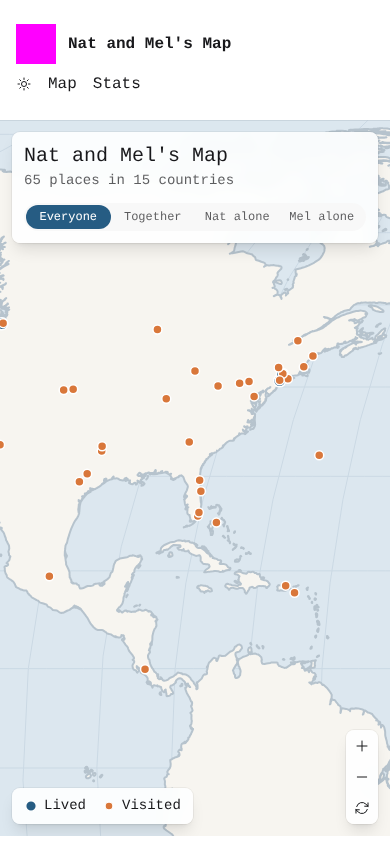 Nat and Mel's Map
Map Stats
Nat and Mel's Map
65 places in 15 countries
Everyone Together Nat alone Mel alone
Lived Visited